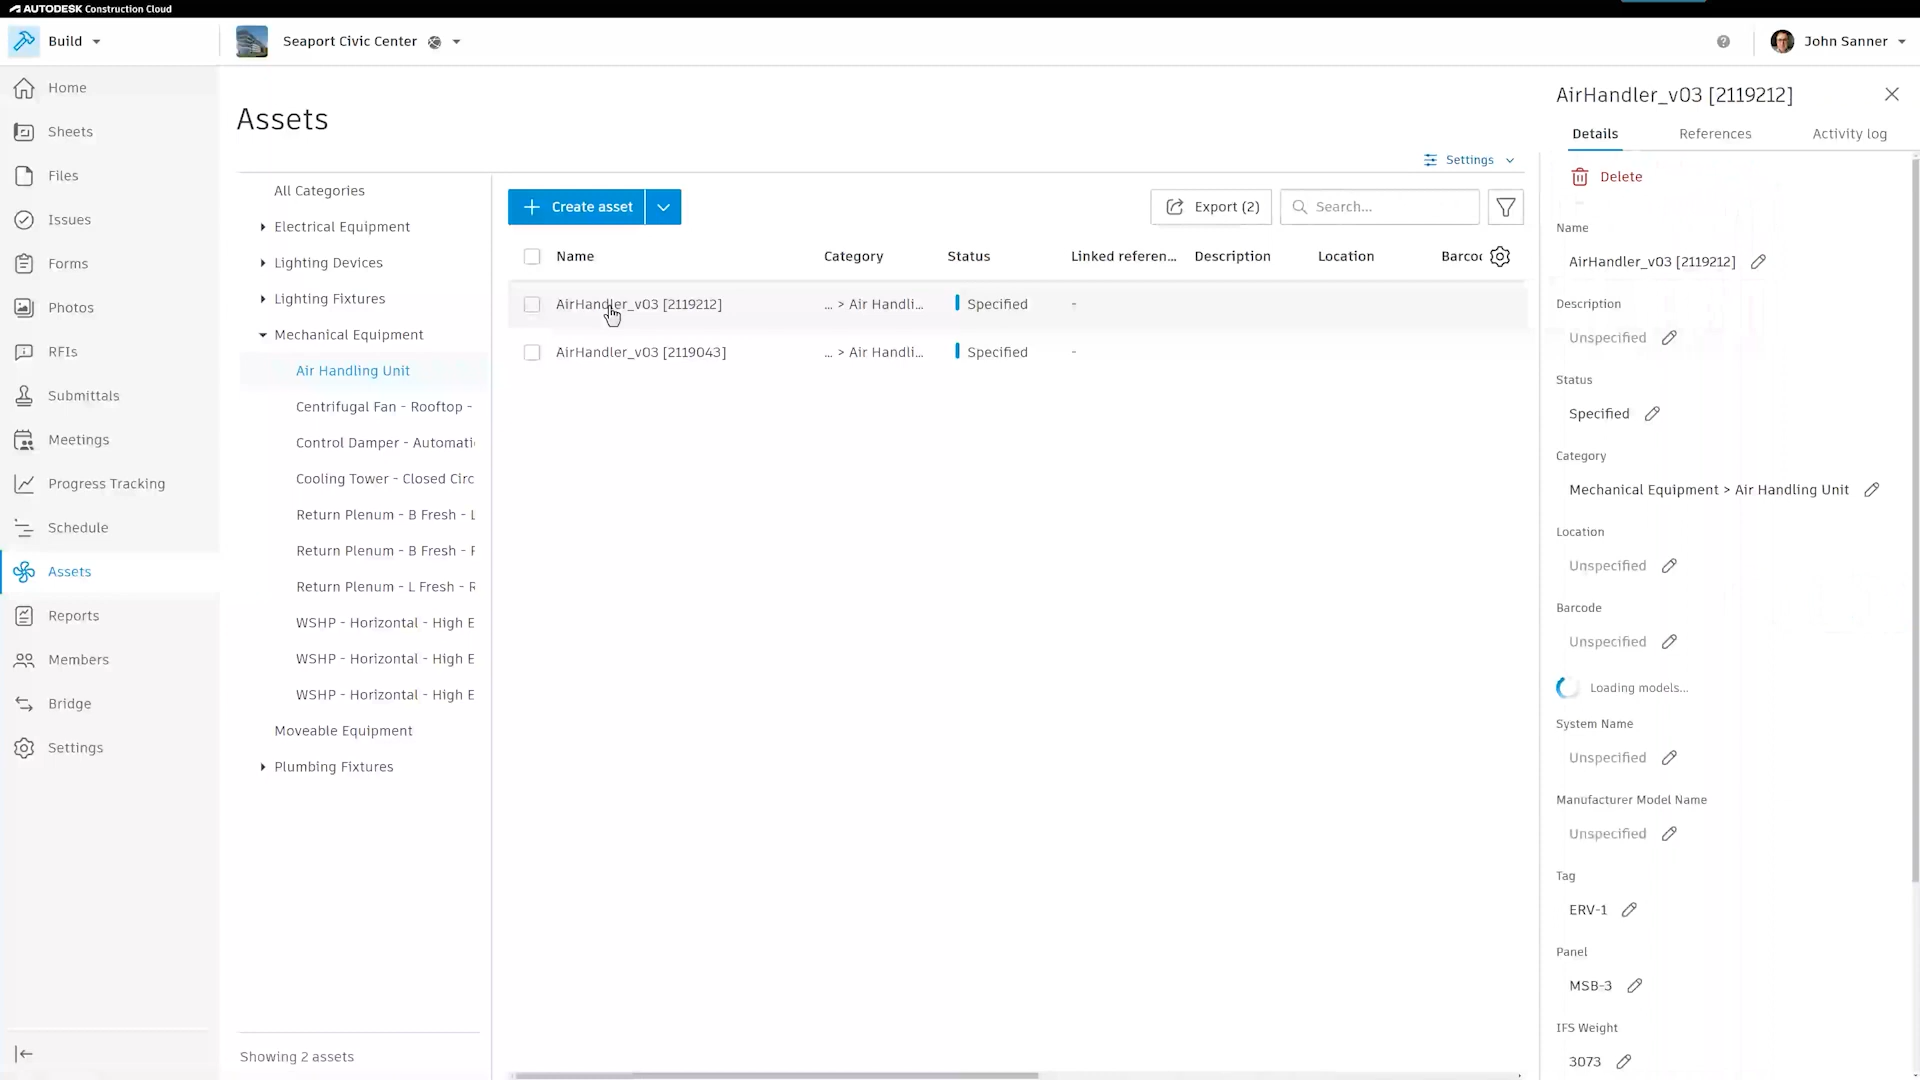 AUTODESK Construction Cloud
Build
Seaport Civic Center
John Sanner
Home
Sheets
Files
Issues
Forms
Photos
RFIs
Submittals
Meetings
Progress Tracking
Schedule
Assets
Reports
Members
Bridge
Settings
Assets
Settings
All Categories
Electrical Equipment
Lighting Devices
Lighting Fixtures
Mechanical Equipment
Air Handling Unit
Centrifugal Fan - Rooftop -
Control Damper - Automati
Cooling Tower - Closed Circ
Return Plenum - B Fresh - L
Return Plenum - B Fresh - F
Return Plenum - L Fresh - R
WSHP - Horizontal - High E
WSHP - Horizontal - High E
WSHP - Horizontal - High E
Moveable Equipment
Plumbing Fixtures
Showing 2 assets
+ Create asset
Export (2)
Search...
Name Category Status Linked referen... Description Location Barco
AirHandler_v03 [2119212] ... > Air Handli... Specified -
AirHandler_v03 [2119043] ... > Air Handli... Specified -
AirHandler_v03 [2119212]
Details References Activity log
Delete
Name
AirHandler_v03 [2119212]
Description
Unspecified
Status
Specified
Category
Mechanical Equipment > Air Handling Unit
Location
Unspecified
Barcode
Unspecified
Loading models...
System Name
Unspecified
Manufacturer Model Name
Unspecified
Tag
ERV-1
Panel
MSB-3
IFS Weight
3073